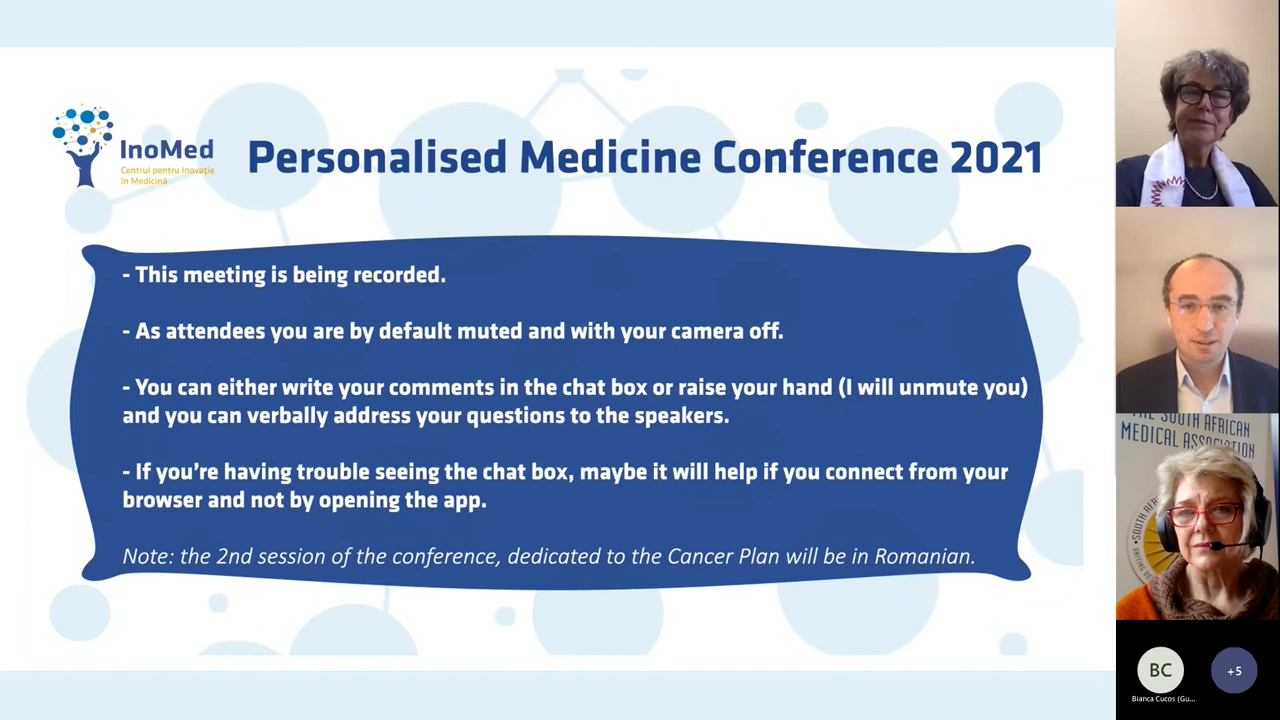 InoMed
Centrul pentru Inovație
în Medicină
Personalised Medicine Conference 2021
- This meeting is being recorded.
- As attendees you are by default muted and with your camera off.
- You can either write your comments in the chat box or raise your hand (I will unmute you)
and you can verbally address your questions to the speakers.
- If you're having trouble seeing the chat box, maybe it will help if you connect from your
browser and not by opening the app.
Note: the 2nd session of the conference, dedicated to the Cancer Plan will be in Romanian.
THE SOUTH AFRICAN
MEDICAL ASSOCIATION
BC
+5
Bianca Cucos (Gu...